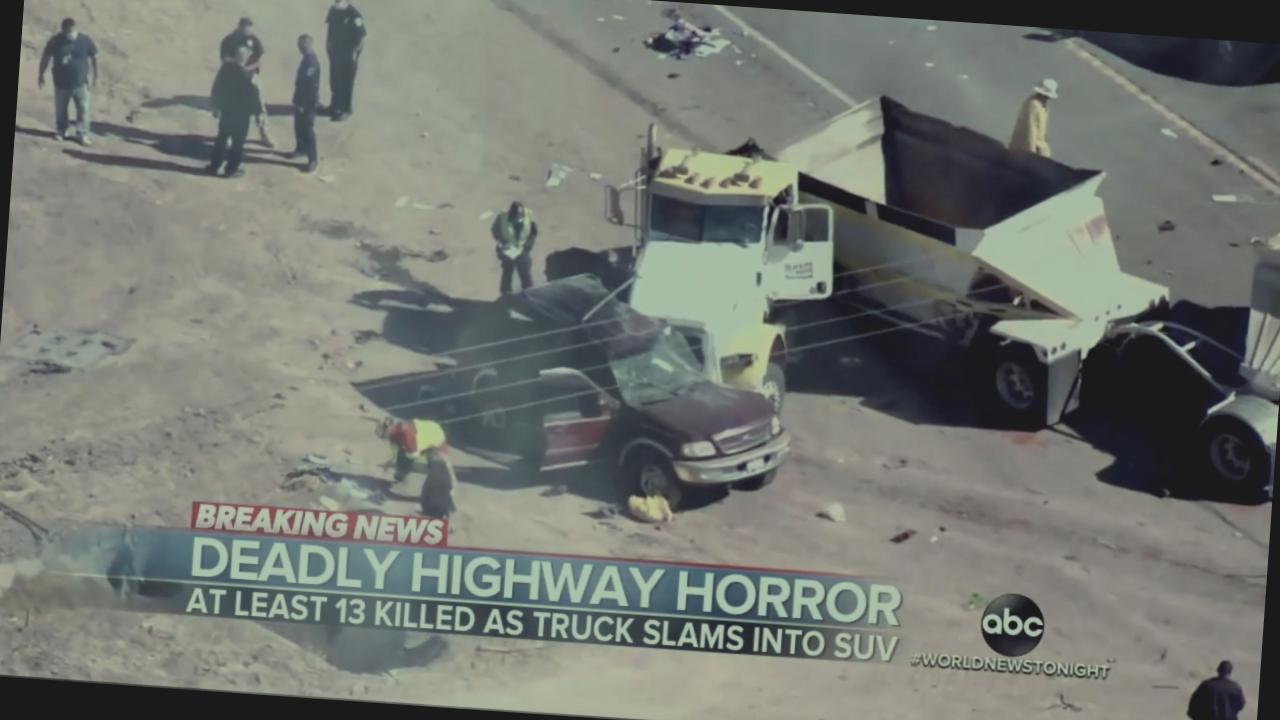 BREAKING NEWS
DEADLY HIGHWAY HORROR
AT LEAST 13 KILLED AS TRUCK SLAMS INTO SUV
abc
#WORLDNEWSTONIGHT